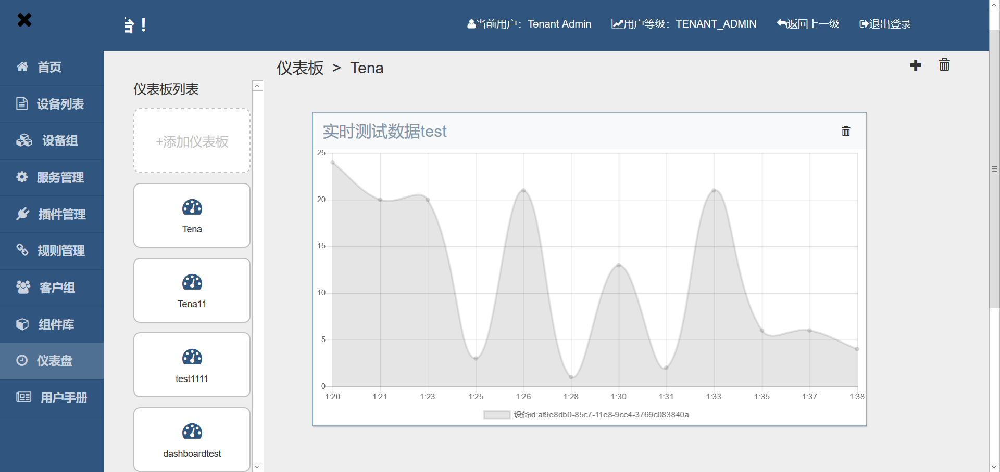 ！
当前用户：Tenant Admin
用户等级：TENANT_ADMIN
返回上一级
退出登录
首页
设备列表
设备组
服务管理
插件管理
规则管理
客户组
组件库
仪表盘
用户手册
仪表板列表
+添加仪表板
Tena
Tena11
test1111
dashboardtest
仪表板 > Tena
实时测试数据test
25
20
15
10
5
0
1:20 1:21 1:23 1:25 1:26 1:28 1:30 1:31 1:33 1:35 1:37 1:38
设备id:af9e8db0-85c7-11e8-9ce4-3769c083840a